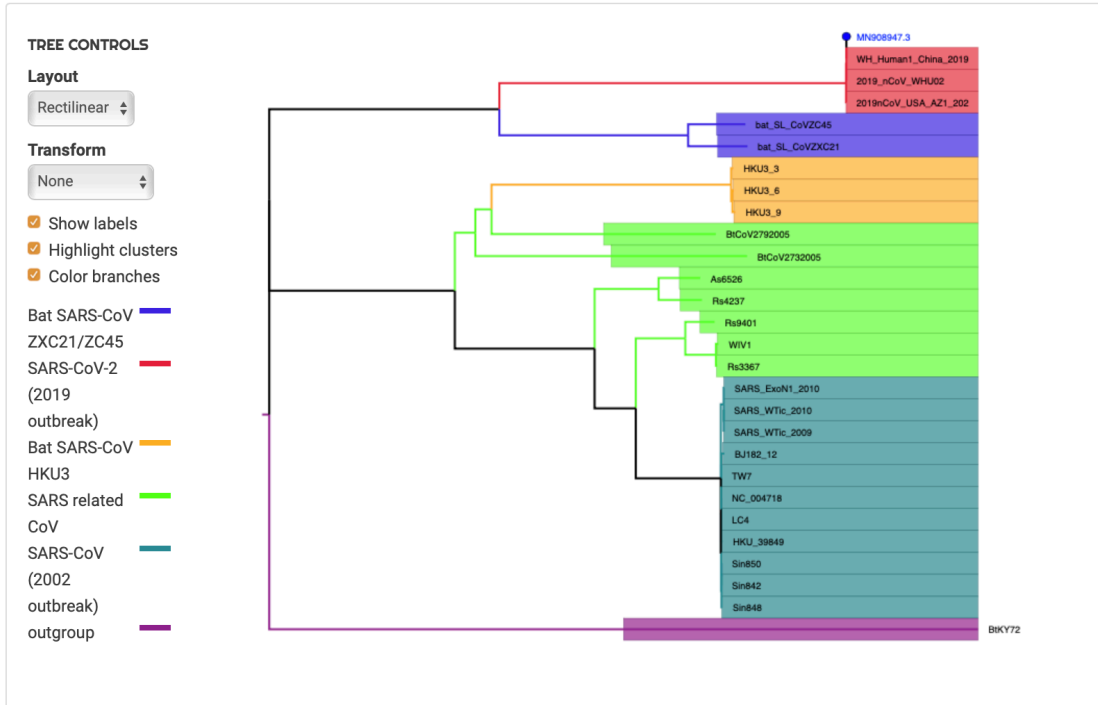 TREE CONTROLS
Layout
Rectilinear
Transform
None
Show labels
Highlight clusters
Color branches
Bat SARS-CoV
ZXC21/ZC45
SARS-CoV-2
(2019
outbreak)
Bat SARS-CoV
HKU3
SARS related
CoV
SARS-CoV
(2002
outbreak)
outgroup
MN908947.3
WH_Human1_China_2019
2019_nCoV_WHU02
2019nCoV_USA_AZ1_202
bat_SL_CoVZC45
bat_SL_CoVZXC21
HKU3_3
HKU3_6
HKU3_9
BtCoV2792005
BtCoV2732005
As6526
Rs4237
Rs9401
WIV1
Rs3367
SARS_ExoN1_2010
SARS_WTic_2010
SARS_WTic_2009
BJ182_12
TW7
NC_004718
LC4
HKU_39849
Sin850
Sin842
Sin848
BtKY72